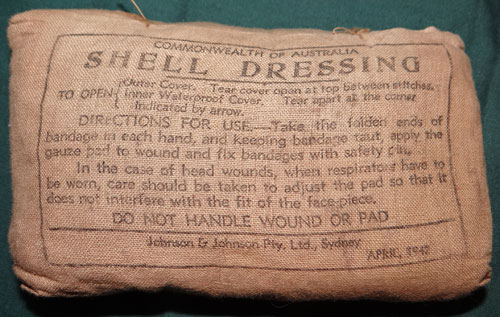 COMMONWEALTH OF AUSTRALIA
SHELL DRESSING
TO OPEN { Outer Cover. Tear cover open at top between stitches.
Inner Waterproof Cover. Tear apart at the corner
Indicated by arrow.
DIRECTIONS FOR USE.—Take the folded ends of
bandage in each hand, and keeping bandage taut, apply the
gauze pad to wound and fix bandages with safety
In the case of head wounds, when respirators have to
be worn, care should be taken to adjust the pad so that it
does not interfere with the fit of the face-piece.
DO NOT HANDLE WOUND OR PAD
Johnson & Johnson Pty. Ltd., Sydney
APRIL,